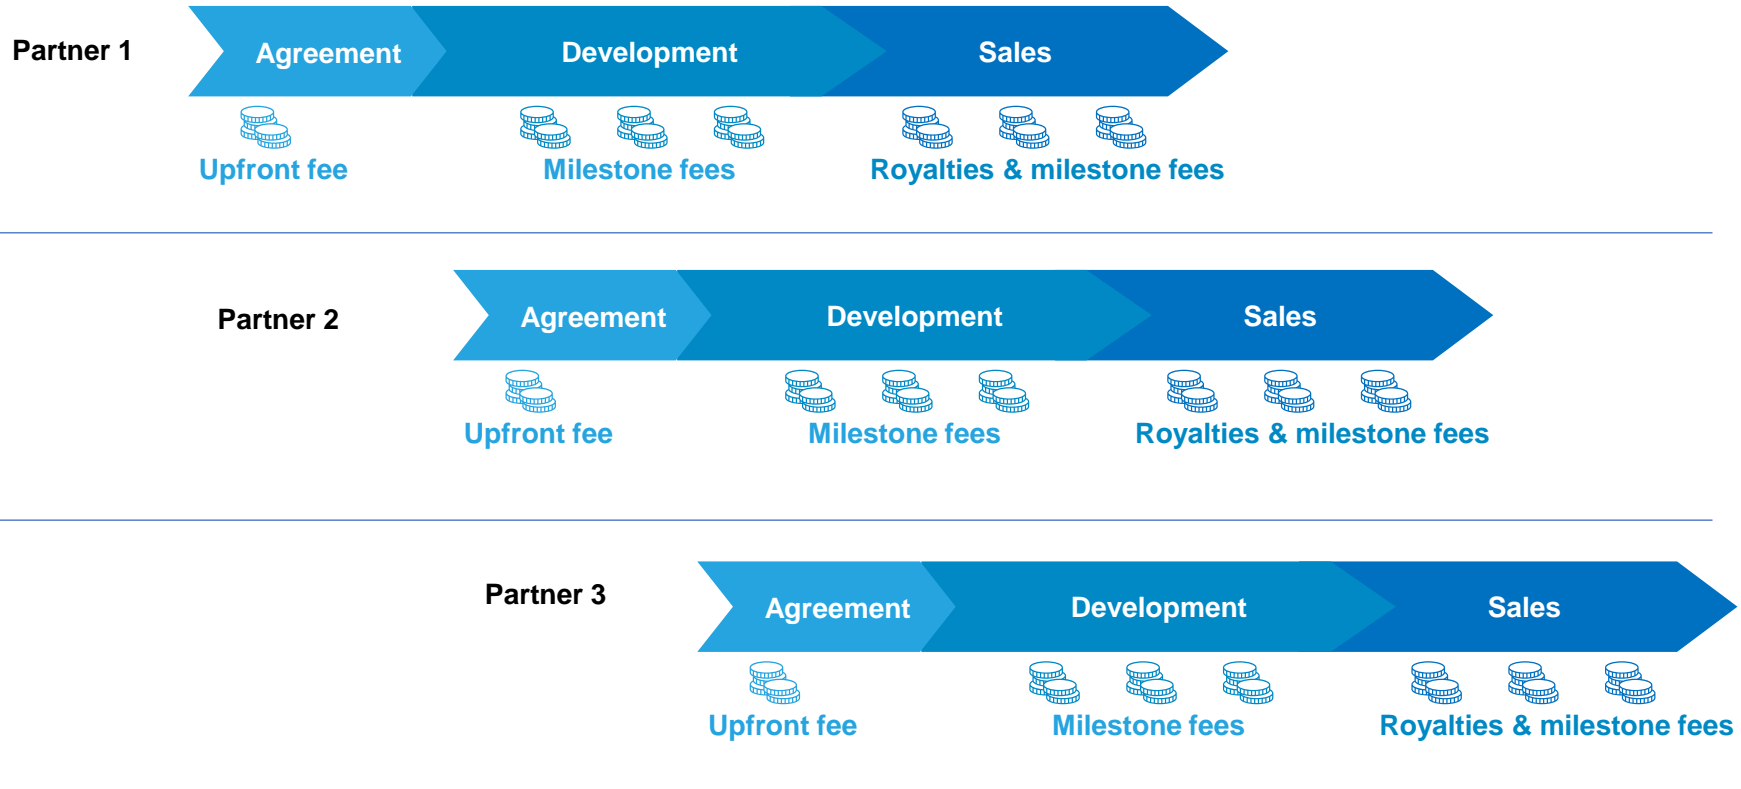 Partner 1
Agreement
Development
Sales
Upfront fee
Milestone fees
Royalties & milestone fees
Partner 2
Agreement
Development
Sales
Upfront fee
Milestone fees
Royalties & milestone fees
Partner 3
Agreement
Development
Sales
Upfront fee
Milestone fees
Royalties & milestone fees